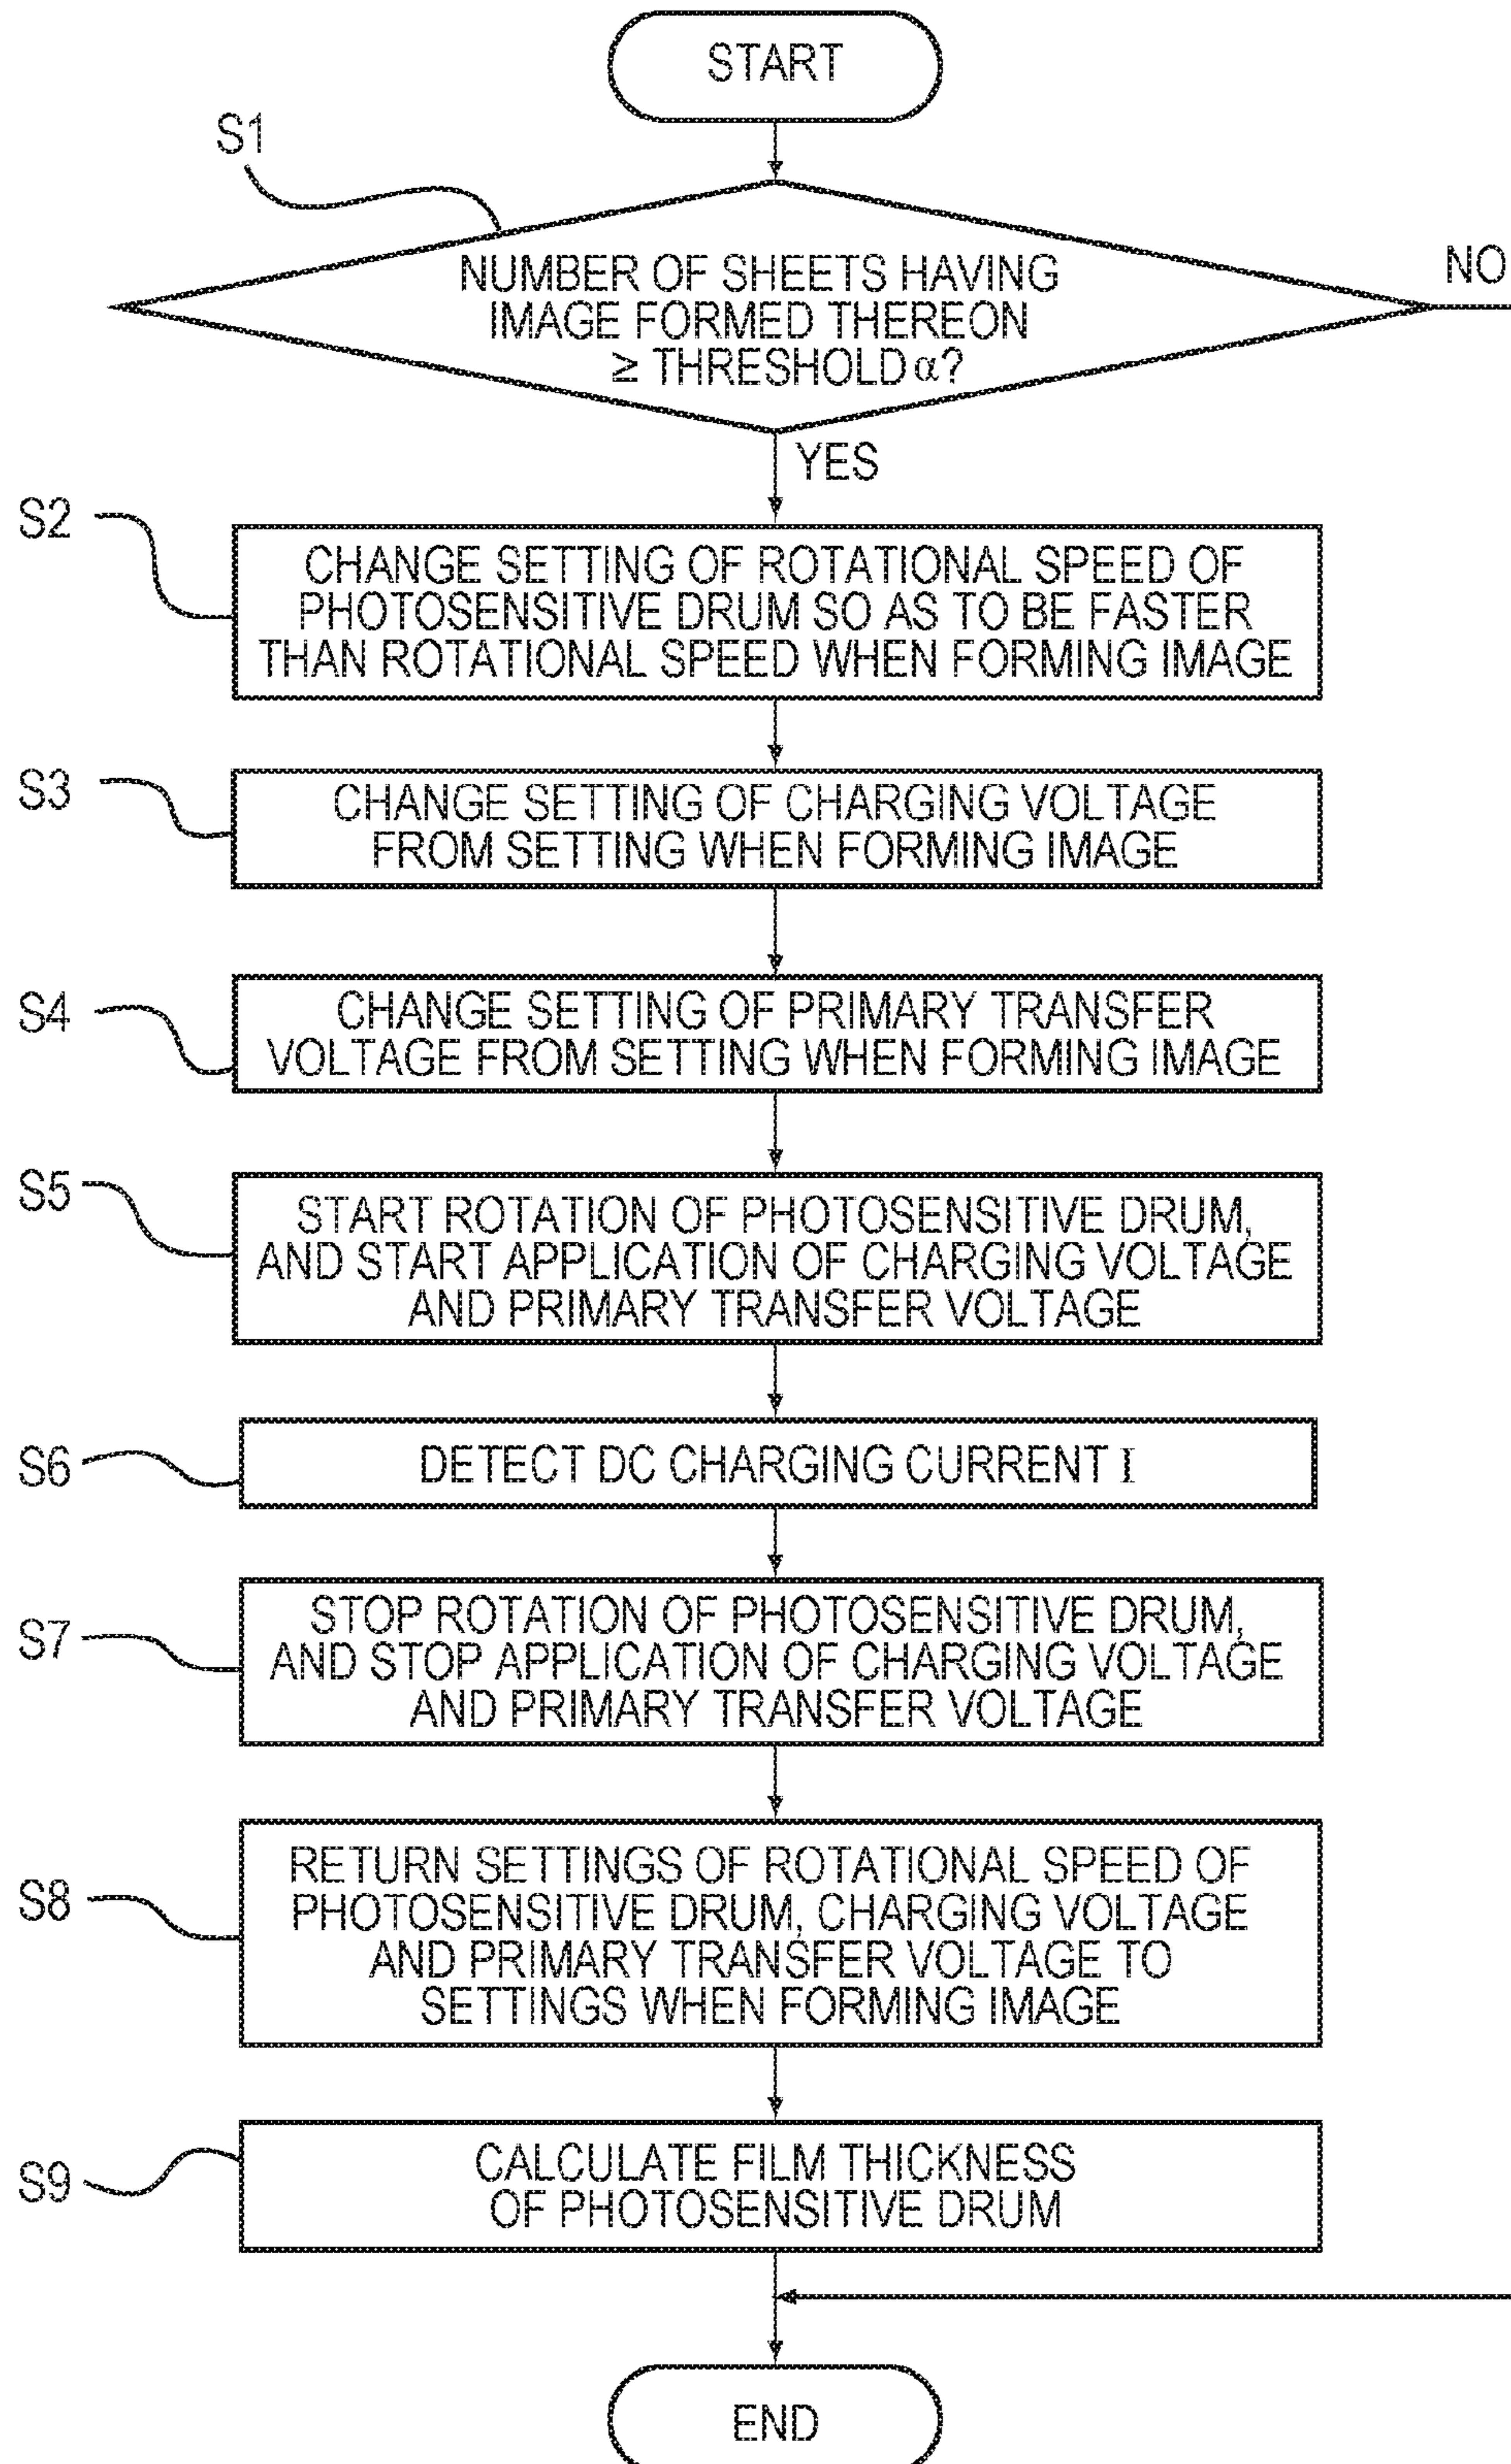 START
S1
NUMBER OF SHEETS HAVING
IMAGE FORMED THEREON
≥ THRESHOLD α?
NO
YES
S2
CHANGE SETTING OF ROTATIONAL SPEED OF
PHOTOSENSITIVE DRUM SO AS TO BE FASTER
THAN ROTATIONAL SPEED WHEN FORMING IMAGE
S3
CHANGE SETTING OF CHARGING VOLTAGE
FROM SETTING WHEN FORMING IMAGE
S4
CHANGE SETTING OF PRIMARY TRANSFER
VOLTAGE FROM SETTING WHEN FORMING IMAGE
S5
START ROTATION OF PHOTOSENSITIVE DRUM,
AND START APPLICATION OF CHARGING VOLTAGE
AND PRIMARY TRANSFER VOLTAGE
S6
DETECT DC CHARGING CURRENT I
S7
STOP ROTATION OF PHOTOSENSITIVE DRUM,
AND STOP APPLICATION OF CHARGING VOLTAGE
AND PRIMARY TRANSFER VOLTAGE
S8
RETURN SETTINGS OF ROTATIONAL SPEED OF
PHOTOSENSITIVE DRUM, CHARGING VOLTAGE
AND PRIMARY TRANSFER VOLTAGE TO
SETTINGS WHEN FORMING IMAGE
S9
CALCULATE FILM THICKNESS
OF PHOTOSENSITIVE DRUM
END